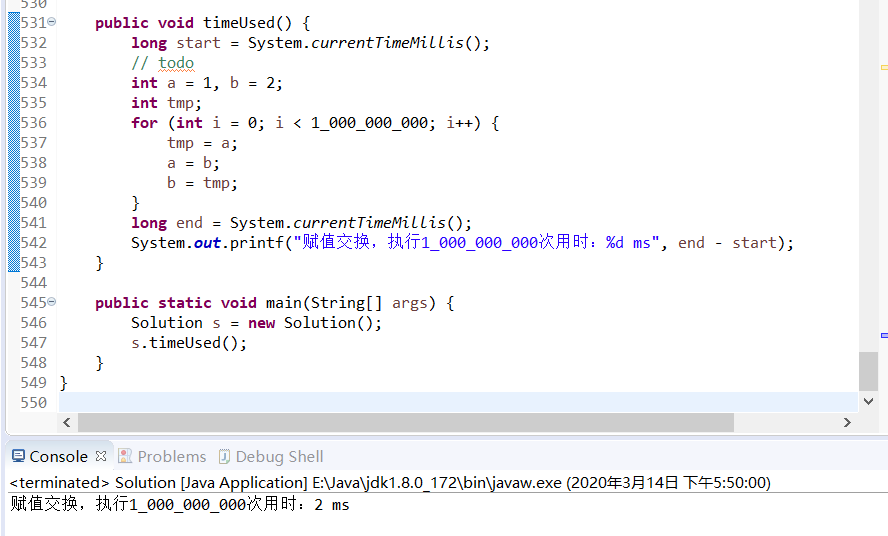 530
531 public void timeUsed() {
532 long start = System.currentTimeMillis();
533 // todo
534 int a = 1, b = 2;
535 int tmp;
536 for (int i = 0; i < 1_000_000_000; i++) {
537 tmp = a;
538 a = b;
539 b = tmp;
540 }
541 long end = System.currentTimeMillis();
542 System.out.printf("赋值交换，执行1_000_000_000次用时：%d ms", end - start);
543 }
544
545 public static void main(String[] args) {
546 Solution s = new Solution();
547 s.timeUsed();
548 }
549 }
550
Console Problems Debug Shell
<terminated> Solution [Java Application] E:\Java\jdk1.8.0_172\bin\javaw.exe (2020年3月14日 下午5:50:00)
赋值交换，执行1_000_000_000次用时：2 ms